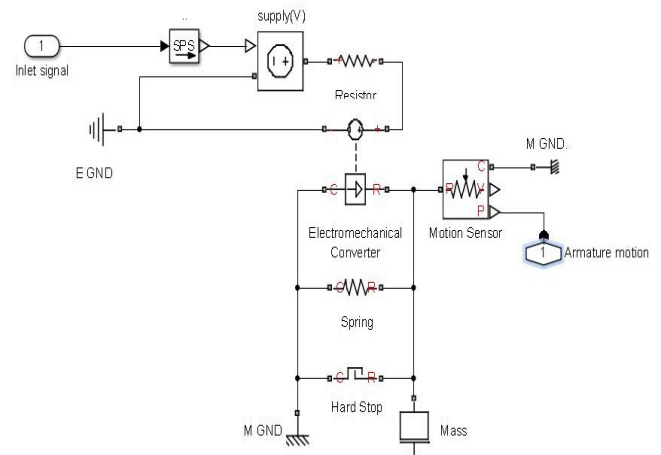 ..
supply(V)
1
SPS
Inlet signal
Resistor
E GND
M GND.
C
V
R
P
C
R
Electromechanical
Converter
Motion Sensor
1
Armature motion
C
R
Spring
C
R
Hard Stop
M GND
Mass